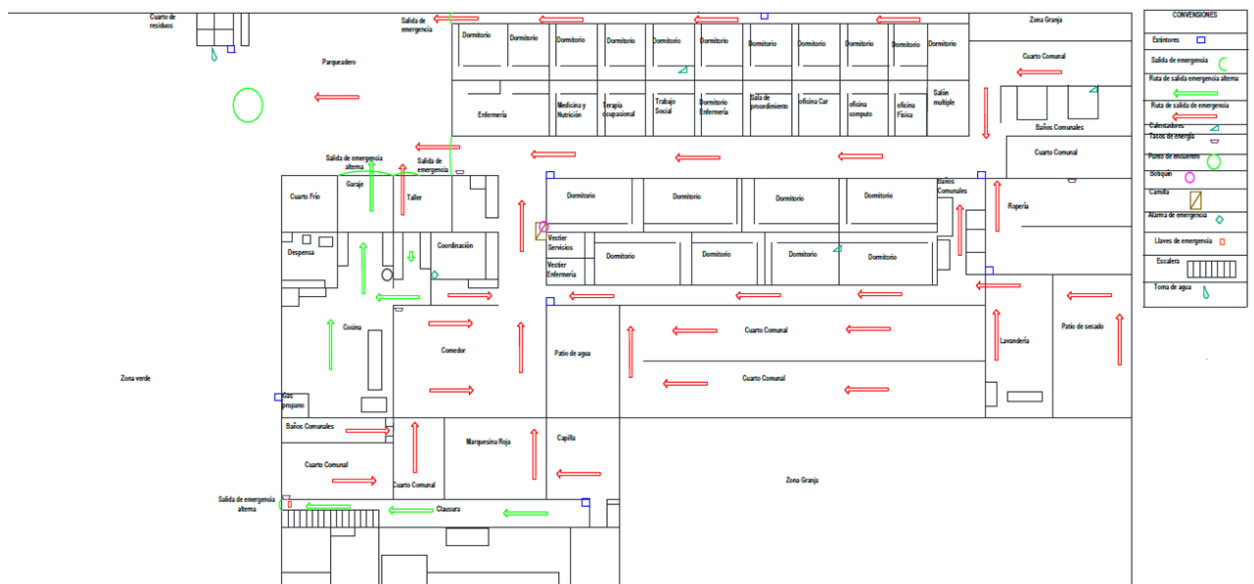 Cuarto de
residuos
Salida de
emergencia
Zona Granja
CONVENCIONES
Extintores
Salida de emergencia
Ruta de salida emergencia alterna
Ruta de salida de emergencia
Calentadores
Tacos de energía
Punto de encuentro
Botiquín
Camilla
Alarma de emergencia
Llaves de emergencia
Escalera
Toma de agua
Parqueadero
Dormitorio
Dormitorio
Dormitorio
Dormitorio
Dormitorio
Dormitorio
Dormitorio
Dormitorio
Dormitorio
Dormitorio
Cuarto Comunal
Enfermería
Medicina y
Nutrición
Terapia
ocupacional
Trabajo
Social
Dormitorio
Enfermería
Sala de
procedimiento
oficina Car
oficina
computo
oficina
Física
Salón
multiple
Baños Comunales
Cuarto Comunal
Salida de emergencia
alterna
Salida de
emergencia
Cuarto Frío
Garaje
Taller
Dormitorio
Dormitorio
Dormitorio
Dormitorio
Baños
Comunales
Ropería
Despensa
Coordinación
Vestier
Servicios
Vestier
Enfermería
Dormitorio
Dormitorio
Dormitorio
Dormitorio
Cocina
Comedor
Patio de agua
Cuarto Comunal
Cuarto Comunal
Lavandería
Patio de secado
Zona verde
Gas
propano
Baños Comunales
Cuarto Comunal
Cuarto Comunal
Marquesina Roja
Capilla
Zona Granja
Salida de emergencia
alterna
Clausura